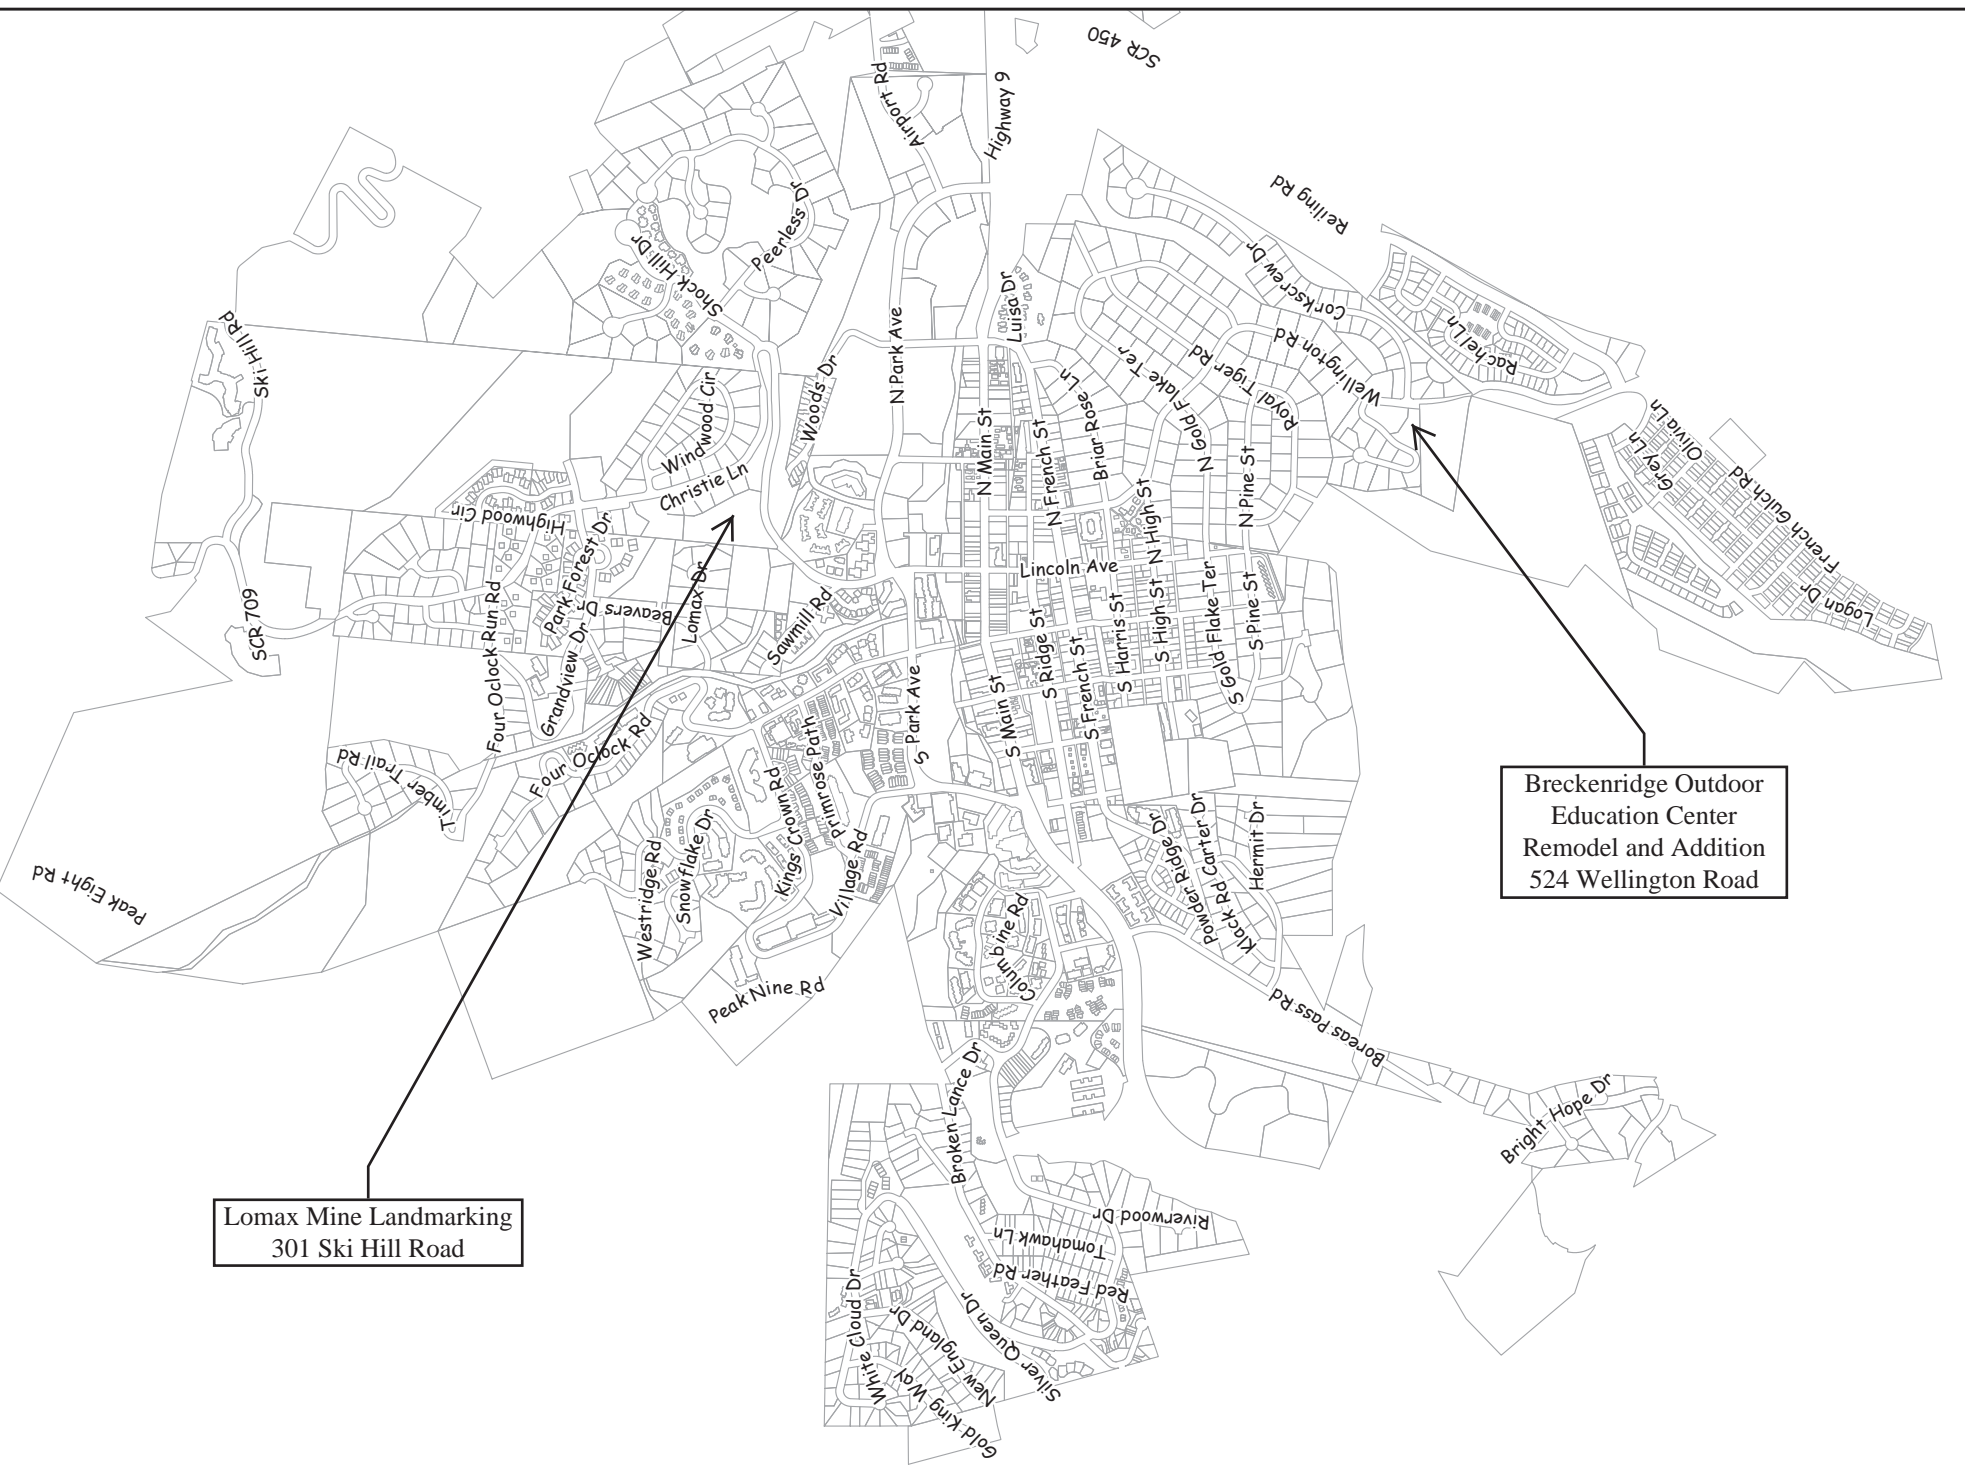 SCR 450
Airport Rd
Highway 9
Reiling Rd
Peerless Dr
Shock Hill Dr
Corkscrew Dr
Luisa Dr
Ski Hill Rd
N Park Ave
Wellington Rd
Rachel Ln
Woods Dr
Windwood Cir
Christie Ln
N Main St
N French St
Briar Rose Ln
Gold Flake Ter
N Gold Flake Ter
Royal Tiger Rd
N Pine St
Grey Ln
Olivia Ln
French Gulch Rd
Logan Dr
Highwood Cir
Park Forest Dr
N High St
Lincoln Ave
SCR 709
Four Oclock Run Rd
Grandview Dr
Beavers Dr
Lomax Dr
Sawmill Rd
S Ridge St
S French St
S Harris St
S High St
S Gold Flake Ter
S Pine St
S Main St
S Park Ave
Timber Trail Rd
Four Oclock Rd
Primrose Path
Kings Crown Rd
Village Rd
Westridge Rd
Snowflake Dr
Powder Ridge Dr
Carter Dr
Klack Rd
Hermit Dr
Breckenridge Outdoor
Education Center
Remodel and Addition
524 Wellington Road
Peak Eight Rd
Peak Nine Rd
Columbine Rd
Boreas Pass Rd
Broken Lance Dr
Bright Hope Dr
Lomax Mine Landmarking
301 Ski Hill Road
Riverwood Dr
Tomahawk Ln
Red Feather Rd
White Cloud Dr
New England Dr
Silver Queen Dr
Gold King Way